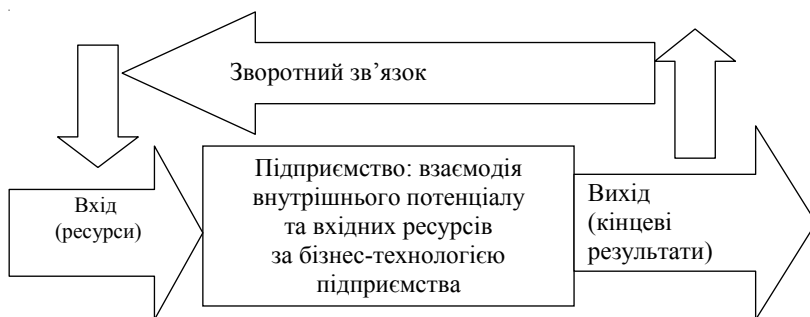 Зворотний зв’язок
Вхід
(ресурси)
Підприємство: взаємодія
внутрішнього потенціалу
та вхідних ресурсів
за бізнес-технологією
підприємства
Вихід
(кінцеві
результати)